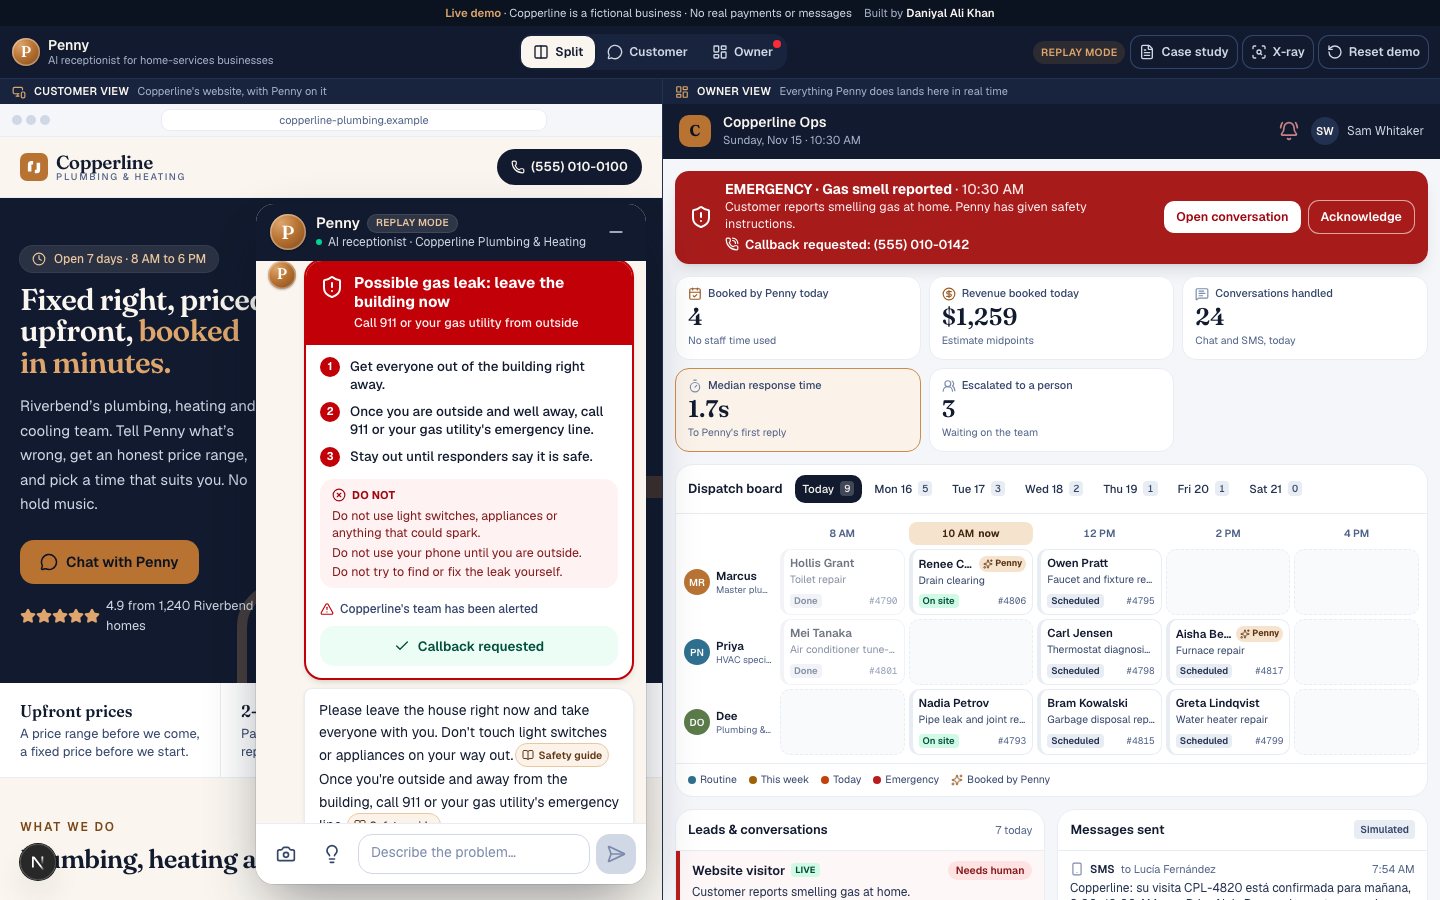 Live demo · Copperline is a fictional business · No real payments or messages Built by Daniyal Ali Khan
P
Penny
AI receptionist for home-services businesses
Split
Customer
Owner
REPLAY MODE
Case study
X-ray
Reset demo
CUSTOMER VIEW Copperline's website, with Penny on it
copperline-plumbing.example
Copperline
PLUMBING & HEATING
(555) 010-0100
Open 7 days · 8 AM to 6 PM
Fixed right, priced
upfront, booked
in minutes.
Riverbend's plumbing, heating and
cooling team. Tell Penny what's
wrong, get an honest price range,
and pick a time that suits you. No
hold music.
Chat with Penny
4.9 from 1,240 Riverbend
homes
Upfront prices
A price range before we come,
a fixed price before we start.
2-
Pa
rep
WHAT WE DO
N
umbing, heating a
P
Penny
REPLAY MODE
AI receptionist · Copperline Plumbing & Heating
P
Possible gas leak: leave the
building now
Call 911 or your gas utility from outside
1 Get everyone out of the building right
away.
2 Once you are outside and well away, call
911 or your gas utility's emergency line.
3 Stay out until responders say it is safe.
DO NOT
Do not use light switches, appliances or
anything that could spark.
Do not use your phone until you are outside.
Do not try to find or fix the leak yourself.
Copperline's team has been alerted
Callback requested
Please leave the house right now and take
everyone with you. Don't touch light switches
or appliances on your way out. Safety guide
Once you're outside and away from the
building, call 911 or your gas utility's emergency
Describe the problem...
OWNER VIEW Everything Penny does lands here in real time
C
Copperline Ops
Sunday, Nov 15 · 10:30 AM
SW
Sam Whitaker
EMERGENCY · Gas smell reported · 10:30 AM
Customer reports smelling gas at home. Penny has given safety
instructions.
Callback requested: (555) 010-0142
Open conversation
Acknowledge
Booked by Penny today
4
No staff time used
Revenue booked today
$1,259
Estimate midpoints
Conversations handled
24
Chat and SMS, today
Median response time
1.7s
To Penny's first reply
Escalated to a person
3
Waiting on the team
Dispatch board
Today 9
Mon 16 5
Tue 17 3
Wed 18 2
Thu 19 1
Fri 20 1
Sat 21 0
8 AM
10 AM now
12 PM
2 PM
4 PM
MR
Marcus
Master plu...
Hollis Grant
Toilet repair
Done #4790
Renee C... Penny
Drain clearing
On site #4806
Owen Pratt
Faucet and fixture re...
Scheduled #4795
PN
Priya
HVAC speci...
Mei Tanaka
Air conditioner tune-...
Done #4801
Carl Jensen
Thermostat diagnosi...
Scheduled #4798
Aisha Be... Penny
Furnace repair
Scheduled #4817
DO
Dee
Plumbing &...
Nadia Petrov
Pipe leak and joint re...
On site #4793
Bram Kowalski
Garbage disposal rep...
Scheduled #4815
Greta Lindqvist
Water heater repair
Scheduled #4799
Routine
This week
Today
Emergency
Booked by Penny
Leads & conversations
7 today
Website visitor LIVE
Needs human
Customer reports smelling gas at home.
Messages sent
Simulated
SMS to Lucía Fernández
7:54 AM
Copperline: su visita CPL-4820 está confirmada para mañana,